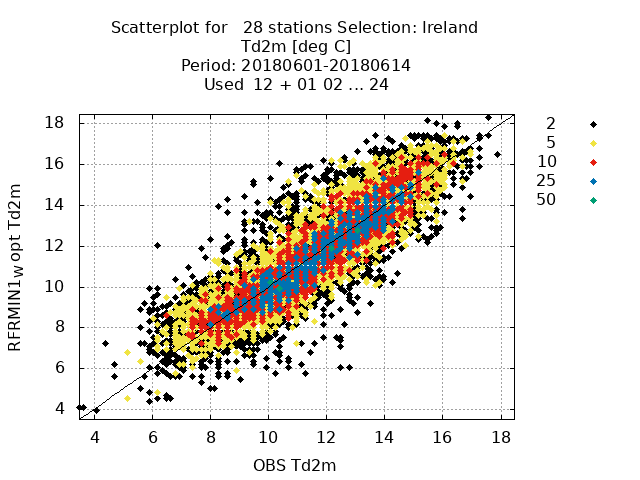 Scatterplot for   28 stations Selection: Ireland
Td2m [deg C]
Period: 20180601-20180614
Used  12 + 01 02 ... 24
RFRMIN1W opt Td2m
18
16
14
12
10
8
6
4
4 6 8 10 12 14 16 18
OBS Td2m
2
5
10
25
50